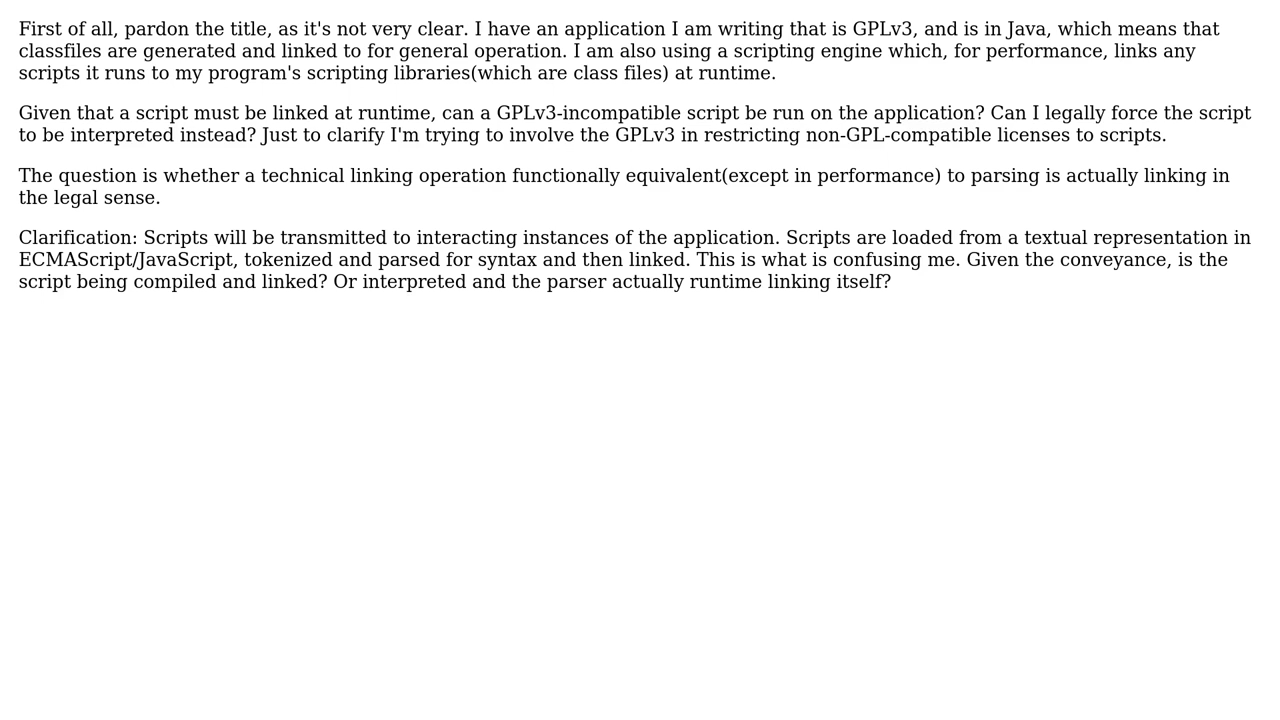 First of all, pardon the title, as it's not very clear. I have an application I am writing that is GPLv3, and is in Java, which means that
classfiles are generated and linked to for general operation. I am also using a scripting engine which, for performance, links any
scripts it runs to my program's scripting libraries(which are class files) at runtime.
Given that a script must be linked at runtime, can a GPLv3-incompatible script be run on the application? Can I legally force the script
to be interpreted instead? Just to clarify I'm trying to involve the GPLv3 in restricting non-GPL-compatible licenses to scripts.
The question is whether a technical linking operation functionally equivalent(except in performance) to parsing is actually linking in
the legal sense.
Clarification: Scripts will be transmitted to interacting instances of the application. Scripts are loaded from a textual representation in
ECMAScript/JavaScript, tokenized and parsed for syntax and then linked. This is what is confusing me. Given the conveyance, is the
script being compiled and linked? Or interpreted and the parser actually runtime linking itself?